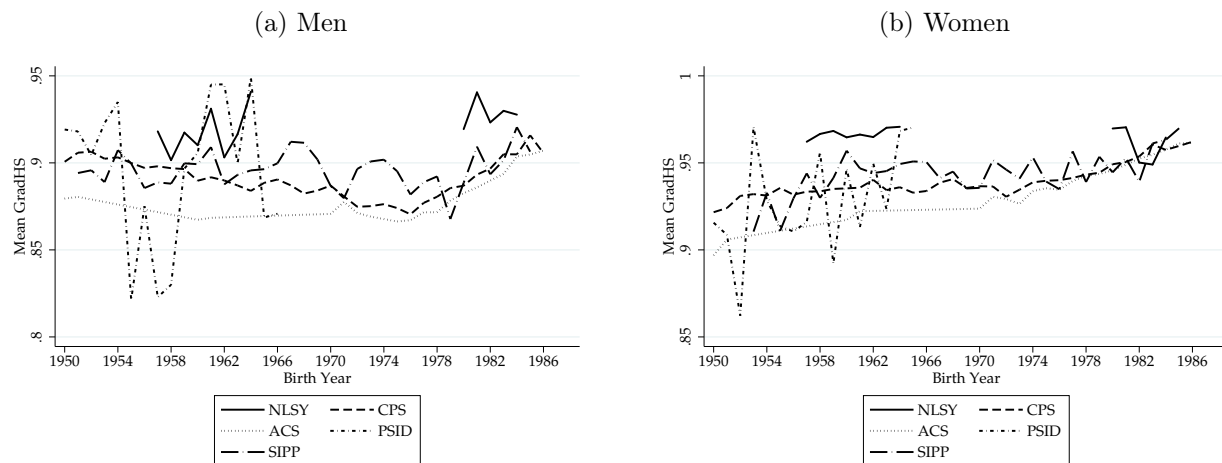 (a) Men
Mean GradHS
.95
.9
.85
.8
1950 1954 1958 1962 1966 1970 1974 1978 1982 1986
Birth Year
NLSY CPS
ACS PSID
SIPP
(b) Women
Mean GradHS
1
.95
.9
.85
1950 1954 1958 1962 1966 1970 1974 1978 1982 1986
Birth Year
NLSY CPS
ACS PSID
SIPP